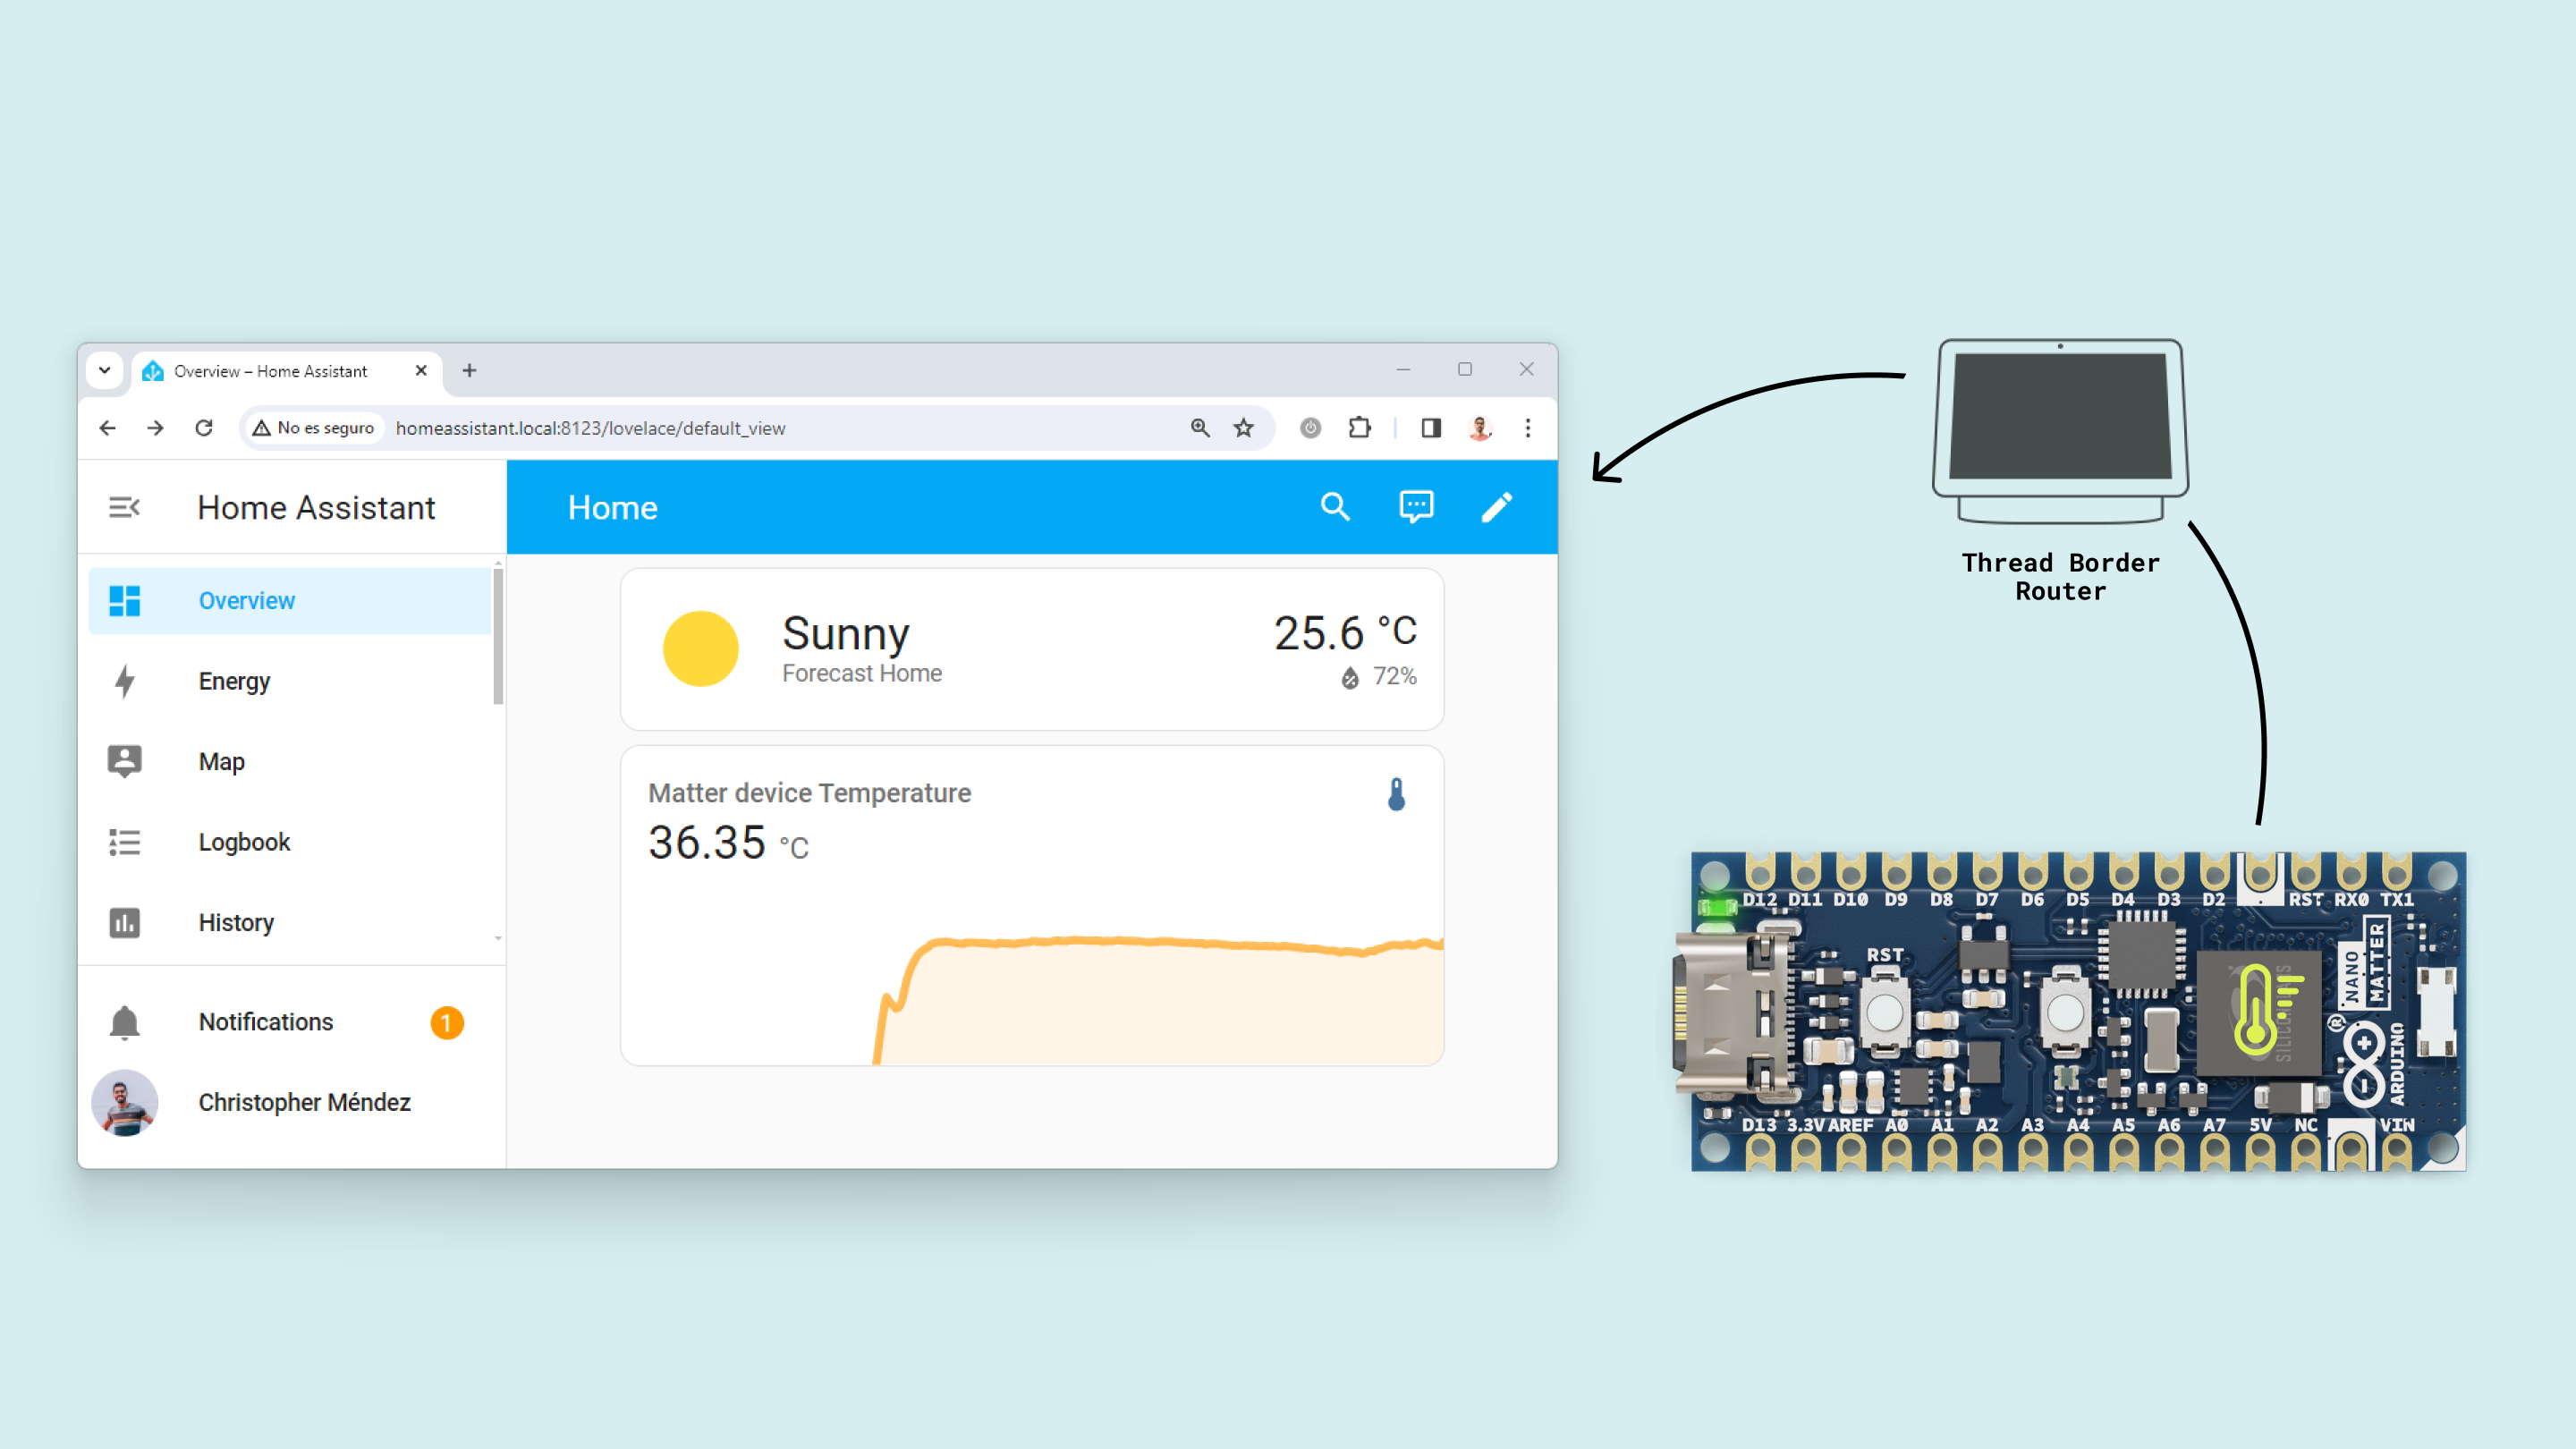 Overview – Home Assistant
No es seguro
homeassistant.local:8123/lovelace/default_view
Home Assistant
Home
Overview
Energy
Map
Logbook
History
Notifications
1
Christopher Méndez
Sunny
Forecast Home
25.6 °C
72%
Matter device Temperature
36.35 °C
Thread Border
Router
D12 D11 D10 D9 D8 D7 D6 D5 D4 D3 D2 RST RX0 TX1
RST
NANO
MATTER
ARDUINO
®
D13 3.3V AREF A0 A1 A2 A3 A4 A5 A6 A7 5V NC VIN